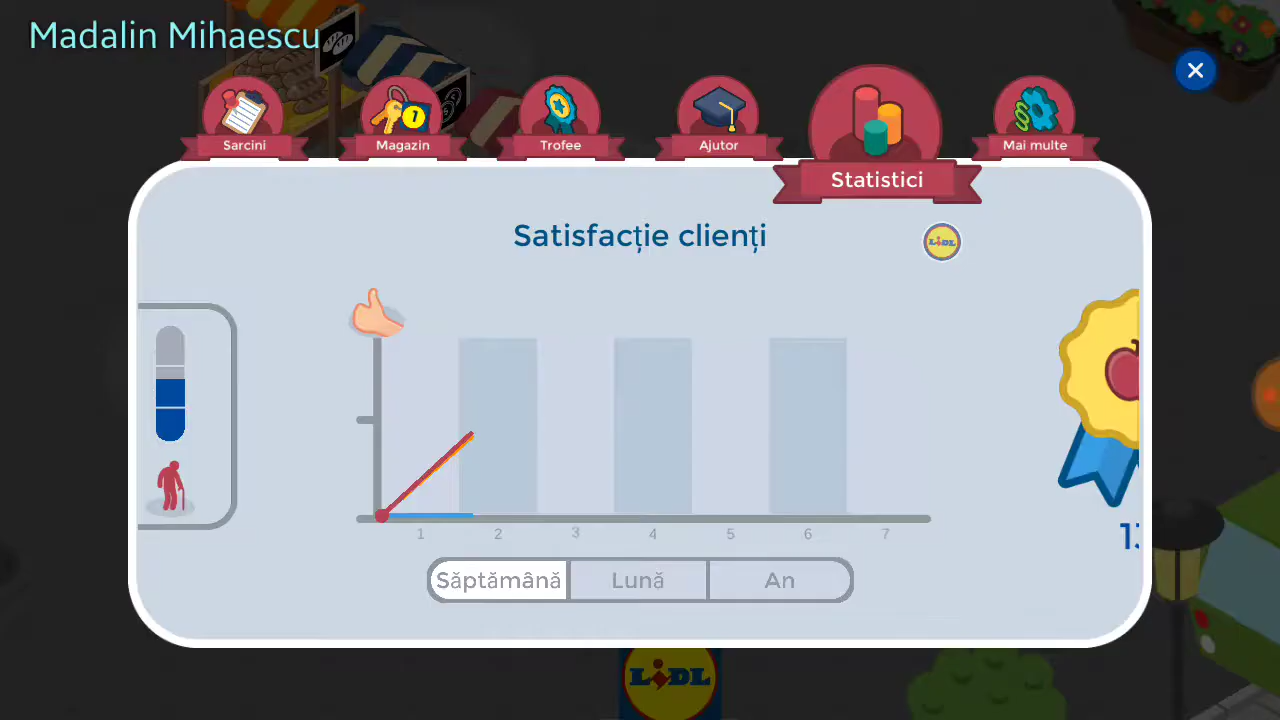 Madalin Mihaescu
Sarcini
Magazin
Trofee
Ajutor
Statistici
Mai multe
Satisfacție clienți
LiDL
1 2 3 4 5 6 7
Săptămână Lună An
LiDL